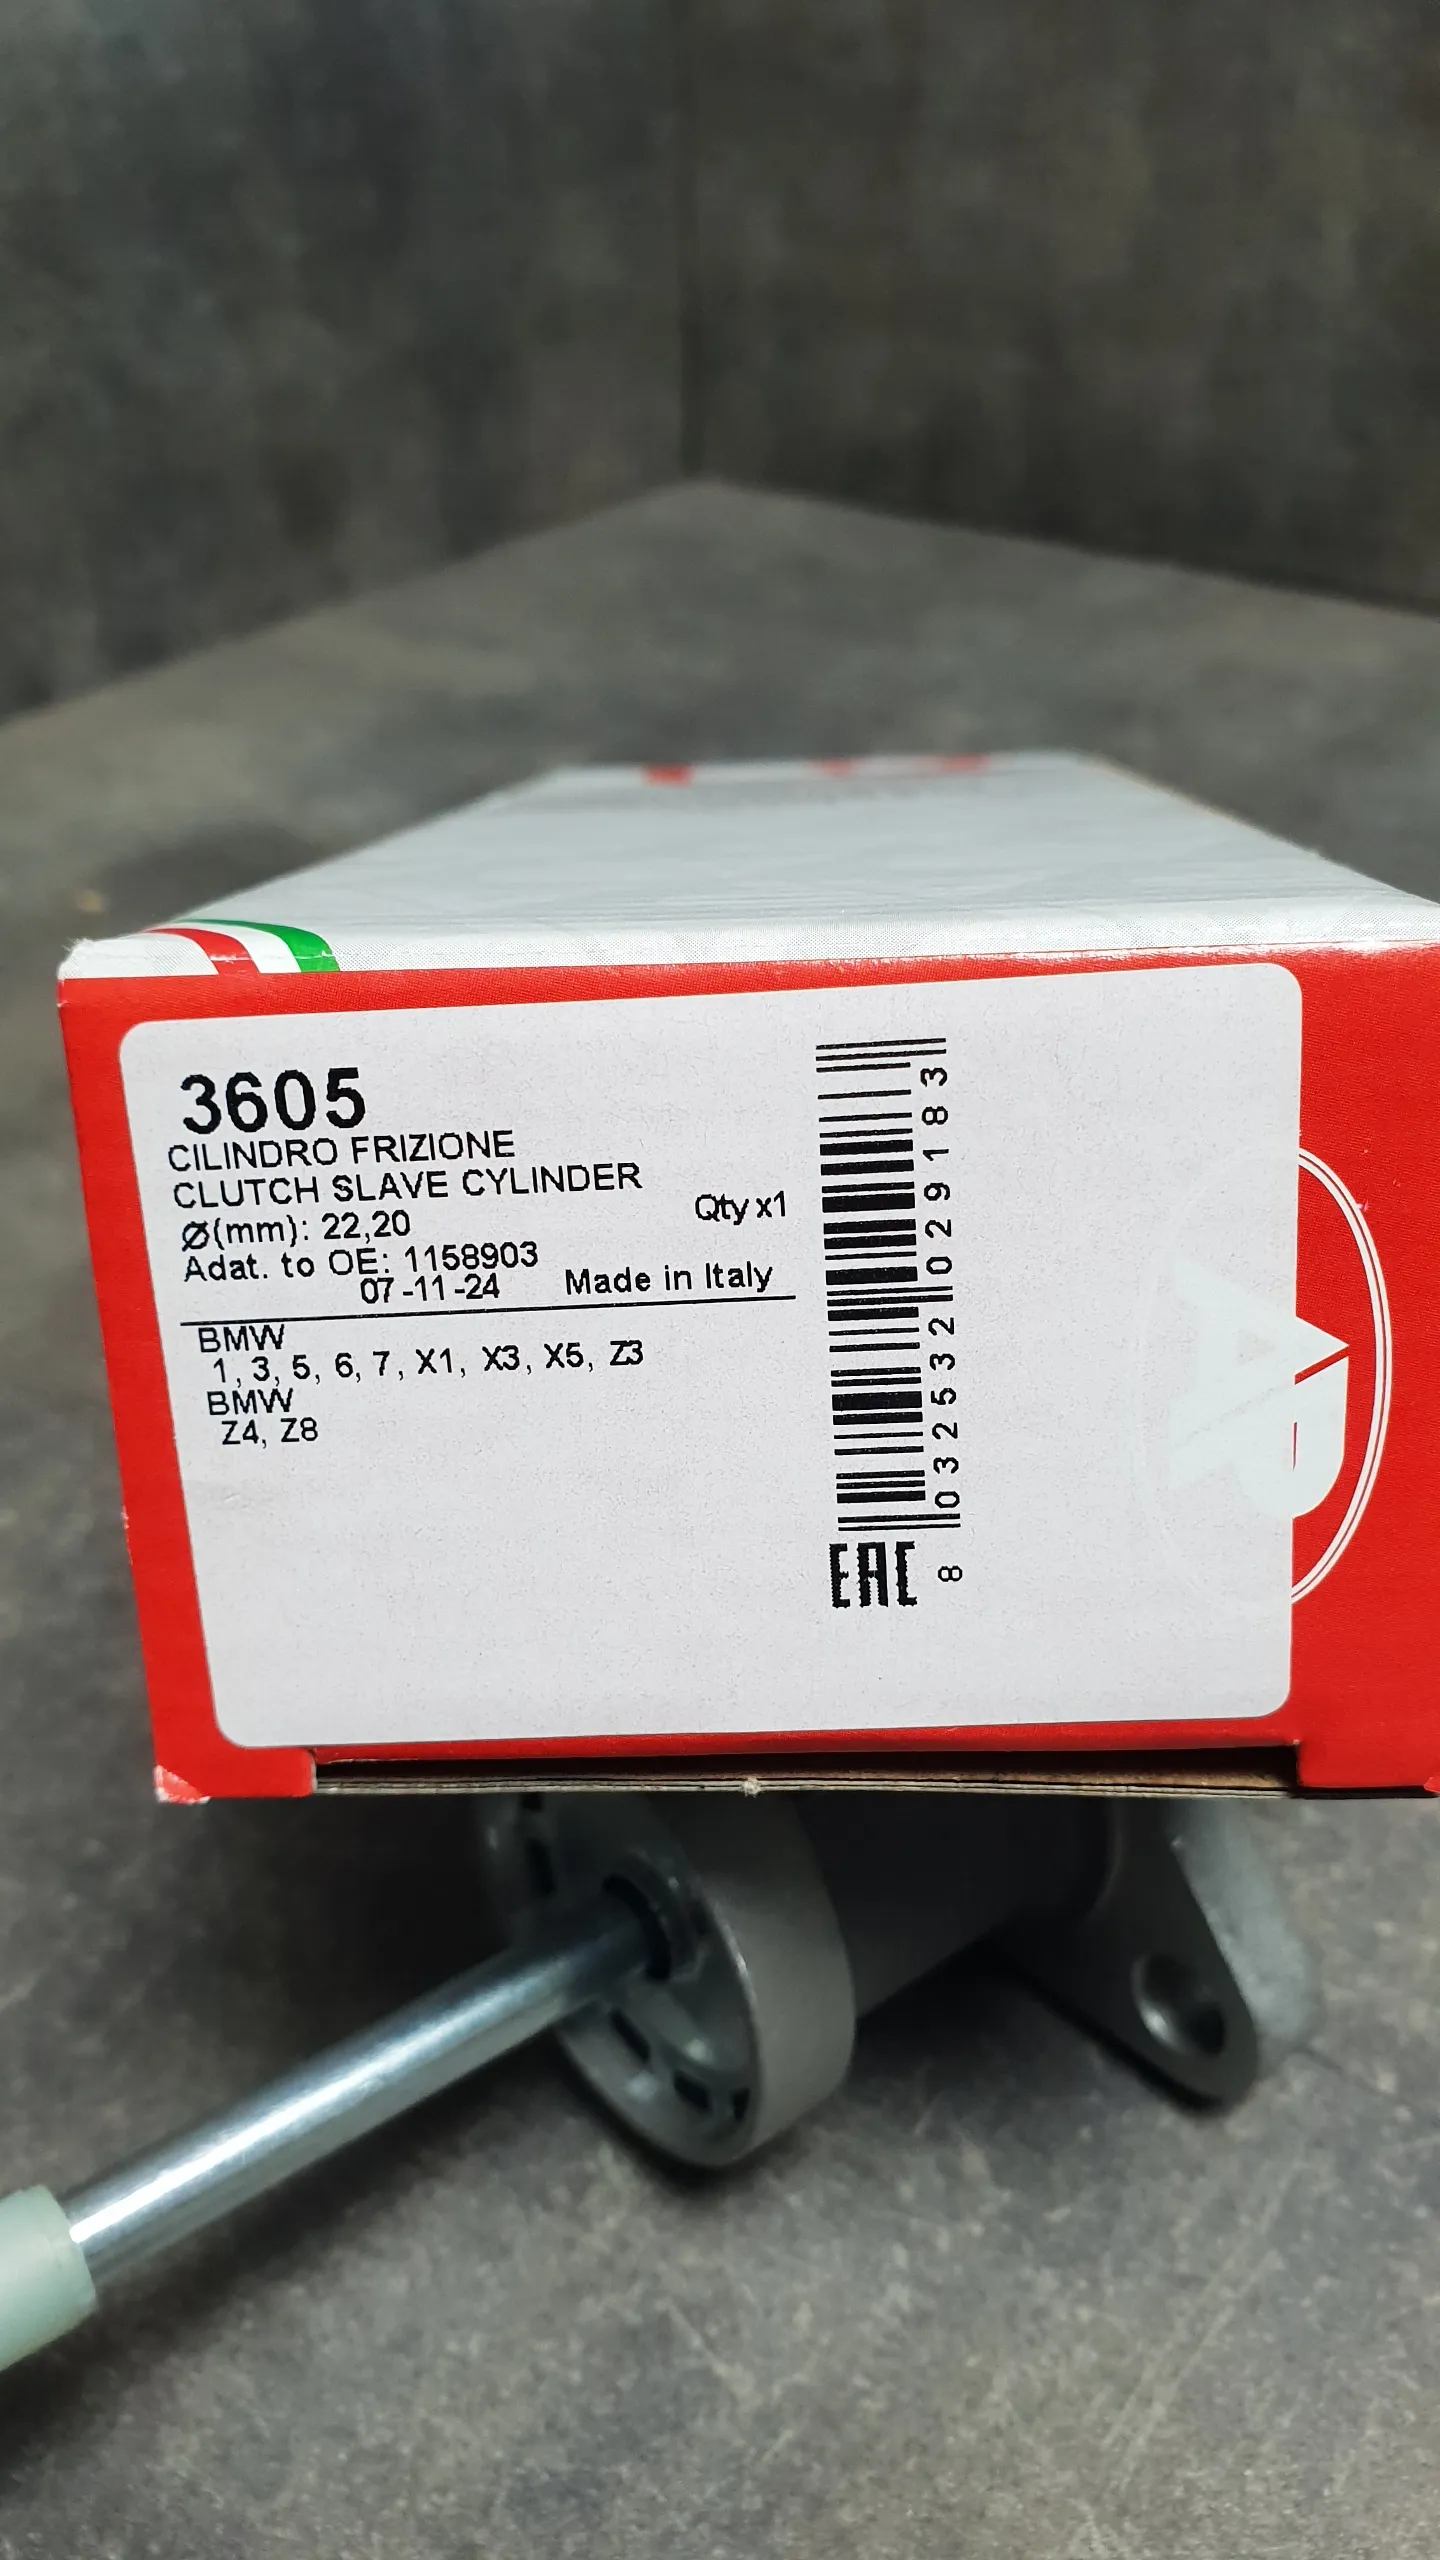 3605
CILINDRO FRIZIONE
CLUTCH SLAVE CYLINDER
Ø(mm): 22,20
Qty x1
Adat. to OE: 1158903
07-11-24 Made in Italy
BMW
1, 3, 5, 6, 7, X1, X3, X5, Z3
BMW
Z4, Z8
8 032532 029183
EAC